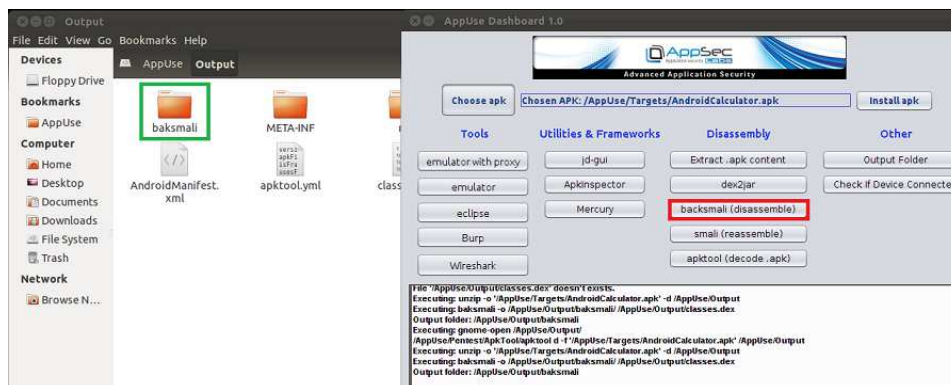 Output
File Edit View Go Bookmarks Help
Devices
Floppy Drive
Bookmarks
AppUse
Computer
Home
Desktop
Documents
Downloads
File System
Trash
Network
Browse N...
AppUse Output
baksmali
META-INF
AndroidManifest.
xml
apktool.yml
class
AppUse Dashboard 1.0
AppSec
LABS
Advanced Application Security
Choose apk
Chosen APK: /AppUse/Targets/AndroidCalculator.apk
Install apk
Tools
Utilities & Frameworks
Disassembly
Other
emulator with proxy
jd-gui
Extract .apk content
Output Folder
emulator
ApkInspector
dex2jar
Check If Device Connecte
eclipse
Mercury
backsmali (disassemble)
Burp
smali (reassemble)
Wireshark
apktool (decode .apk)
File '/AppUse/Output/classes.dex' doesn't exists.
Executing: unzip -o '/AppUse/Targets/AndroidCalculator.apk' -d /AppUse/Output
Executing: baksmali -o /AppUse/Output/baksmali/ /AppUse/Output/classes.dex
Output folder: /AppUse/Output/baksmali
Executing: gnome-open /AppUse/Output/
/AppUse/Pentest/ApkTool/apktool d -f '/AppUse/Targets/AndroidCalculator.apk' /AppUse/Output
Executing: unzip -o '/AppUse/Targets/AndroidCalculator.apk' -d /AppUse/Output
Executing: baksmali -o /AppUse/Output/baksmali/ /AppUse/Output/classes.dex
Output folder: /AppUse/Output/baksmali